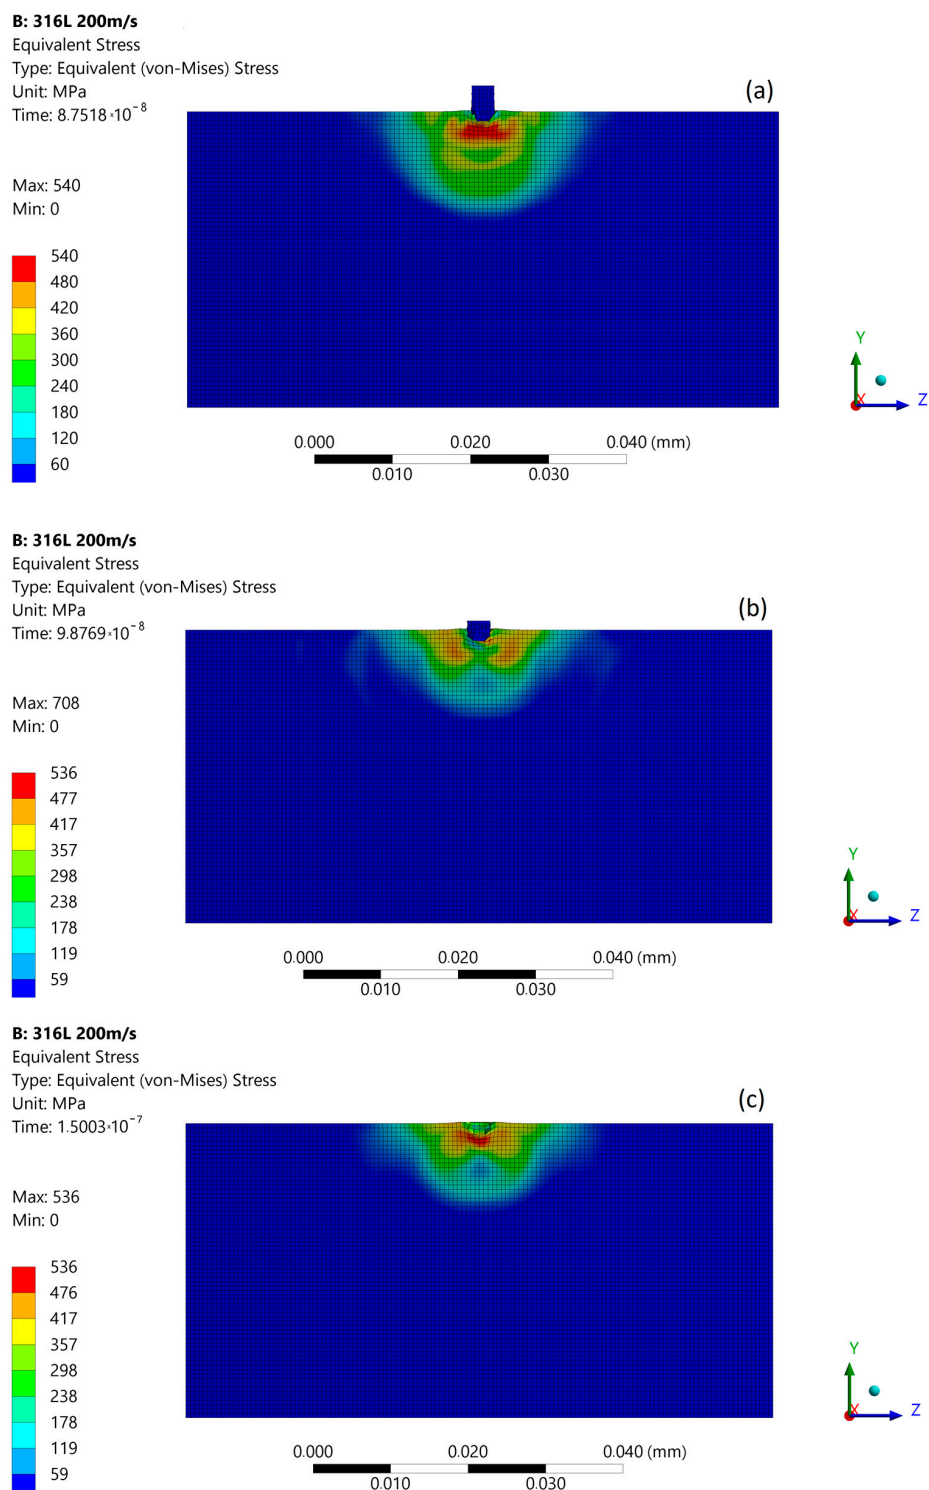 B: 316L 200m/s
Equivalent Stress
Type: Equivalent (von-Mises) Stress
Unit: MPa
Time: 8.7518×10⁻⁸
Max: 540
Min: 0
540
480
420
360
300
240
180
120
60
(a)
Y
X
Z
0.000 0.020 0.040 (mm)
0.010 0.030
B: 316L 200m/s
Equivalent Stress
Type: Equivalent (von-Mises) Stress
Unit: MPa
Time: 9.8769×10⁻⁸
Max: 708
Min: 0
536
477
417
357
298
238
178
119
59
(b)
Y
X
Z
0.000 0.020 0.040 (mm)
0.010 0.030
B: 316L 200m/s
Equivalent Stress
Type: Equivalent (von-Mises) Stress
Unit: MPa
Time: 1.5003×10⁻⁷
Max: 536
Min: 0
536
476
417
357
298
238
178
119
59
(c)
Y
X
Z
0.000 0.020 0.040 (mm)
0.010 0.030